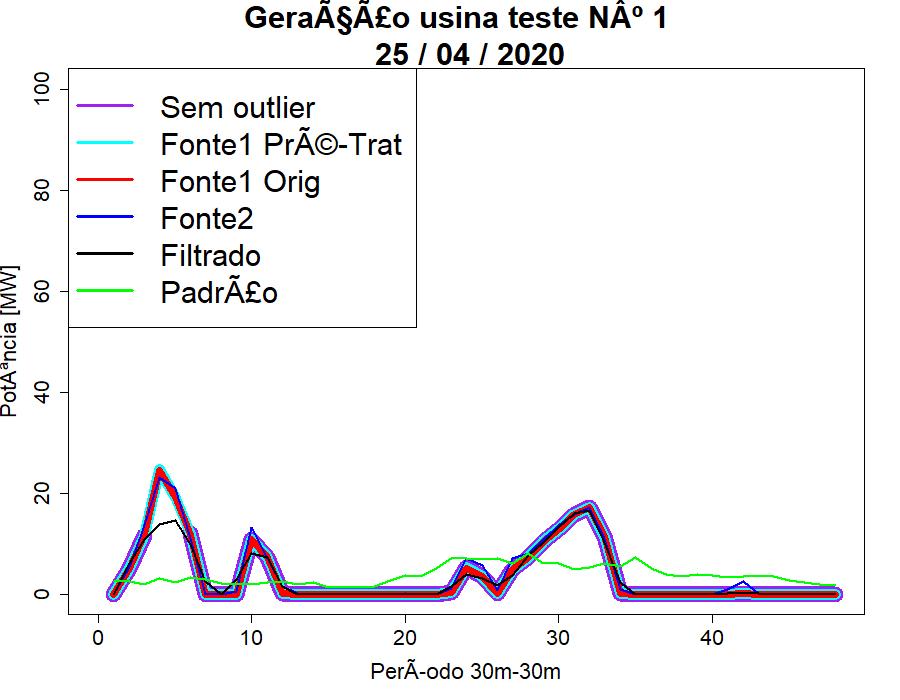 GeraÃ§Ã£o usina teste NÂº 1
25 / 04 / 2020
Sem outlier
Fonte1 PrÃ©-Trat
Fonte1 Orig
Fonte2
Filtrado
PadrÃ£o
PotÃªncia [MW]
100
80
60
40
20
0
0 10 20 30 40
PerÃ-odo 30m-30m